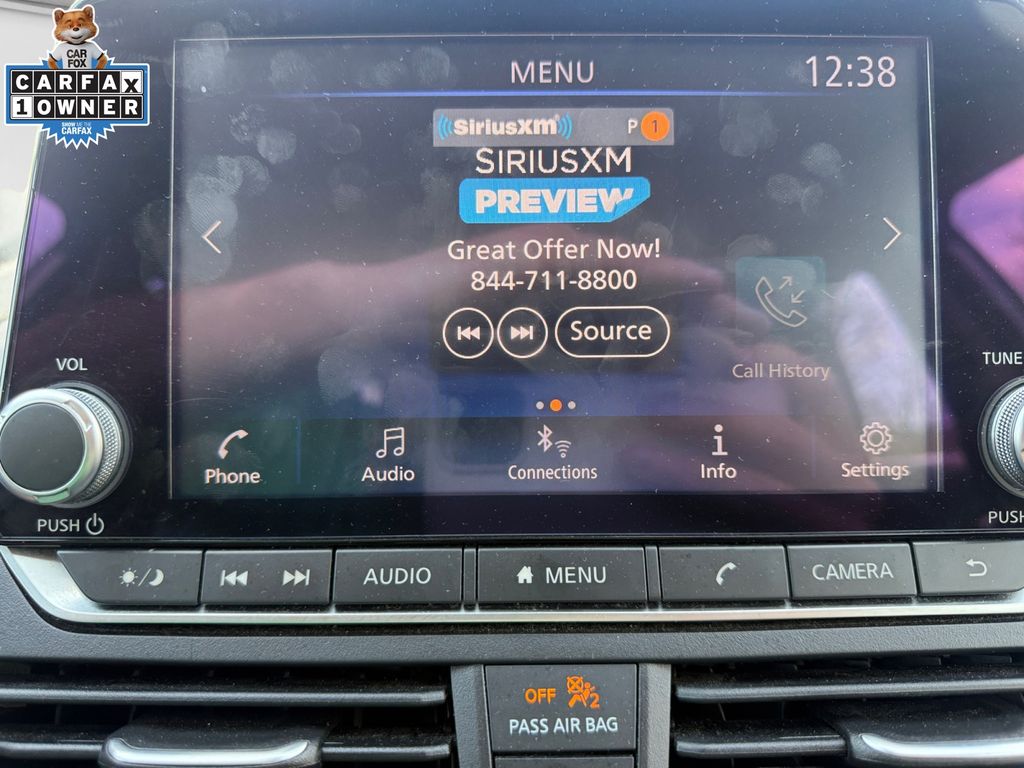 CAR
FOX
CARFAX
1 OWNER
SHOW ME THE
CARFAX
MENU
12:38
SiriusXM P 1
SIRIUSXM
PREVIEW
Great Offer Now!
844-711-8800
Source
Call History
VOL
TUNE
Phone
Audio
Connections
Info
Settings
PUSH
PUSH
AUDIO
MENU
CAMERA
OFF 2
PASS AIR BAG